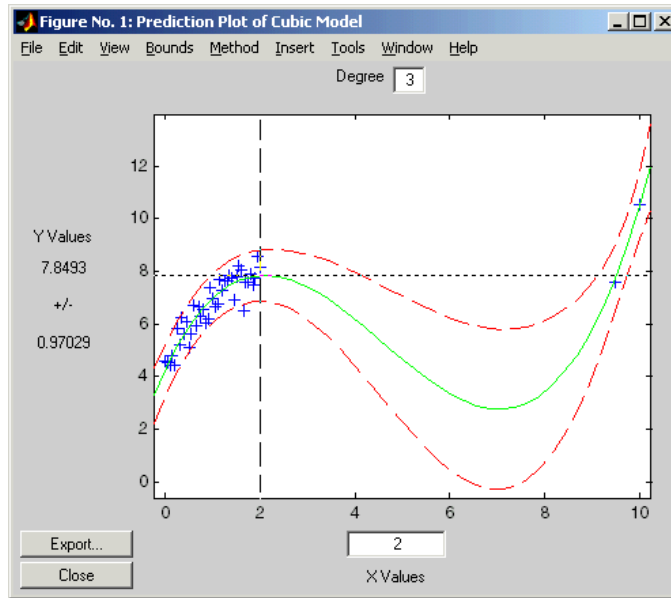 Figure No. 1: Prediction Plot of Cubic Model
File Edit View Bounds Method Insert Tools Window Help
Degree 3
12
10
8
6
4
2
0
Y Values
7.8493
+/-
0.97029
0 2 4 6 8 10
2
X Values
Export...
Close